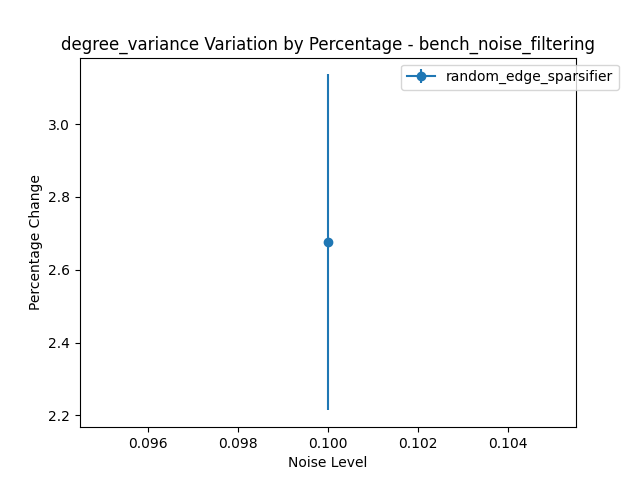 degree_variance Variation by Percentage - bench_noise_filtering
random_edge_sparsifier
Percentage Change
3.0
2.8
2.6
2.4
2.2
0.096 0.098 0.100 0.102 0.104
Noise Level